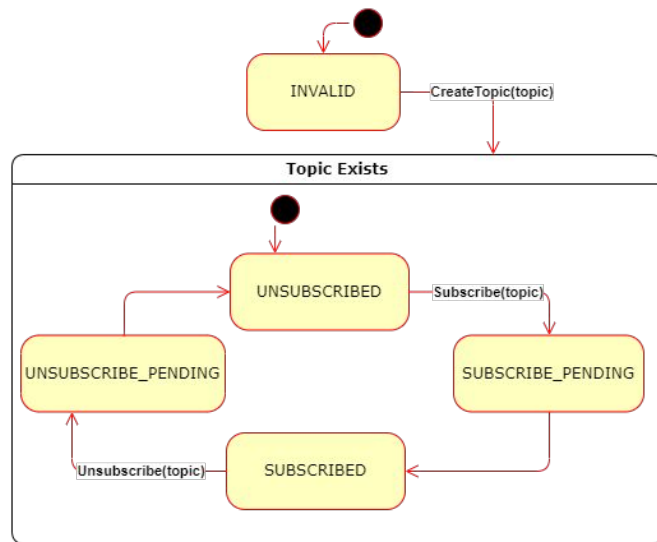 INVALID
CreateTopic(topic)
Topic Exists
UNSUBSCRIBED
Subscribe(topic)
UNSUBSCRIBE_PENDING
SUBSCRIBE_PENDING
Unsubscribe(topic)
SUBSCRIBED